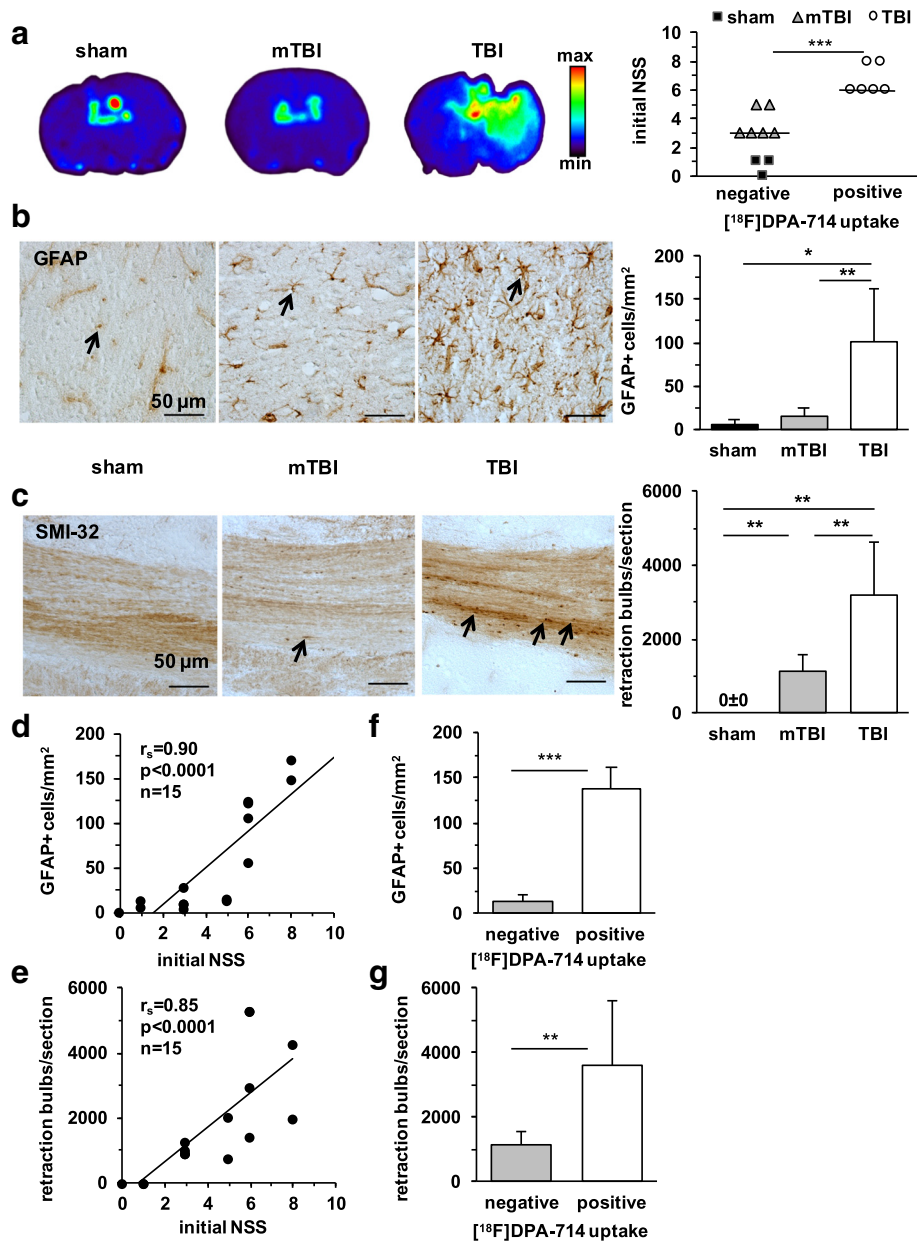 a
sham
mTBI
TBI
max
min
■ sham △ mTBI ○ TBI
initial NSS
10
8
6
4
2
0
***
negative
positive
[¹⁸F]DPA-714 uptake
b
GFAP
50 µm
GFAP+ cells/mm²
200
150
100
50
0
*
**
sham
mTBI
TBI
sham
mTBI
TBI
c
SMI-32
50 µm
retraction bulbs/section
6000
4000
2000
0
**
**
**
0±0
sham
mTBI
TBI
d
GFAP+ cells/mm²
200
150
100
50
0
rs=0.90
p<0.0001
n=15
0 2 4 6 8 10
initial NSS
f
GFAP+ cells/mm²
200
150
100
50
0
***
negative
positive
[¹⁸F]DPA-714 uptake
e
retraction bulbs/section
6000
4000
2000
0
rs=0.85
p<0.0001
n=15
0 2 4 6 8 10
initial NSS
g
retraction bulbs/section
6000
4000
2000
0
**
negative
positive
[¹⁸F]DPA-714 uptake